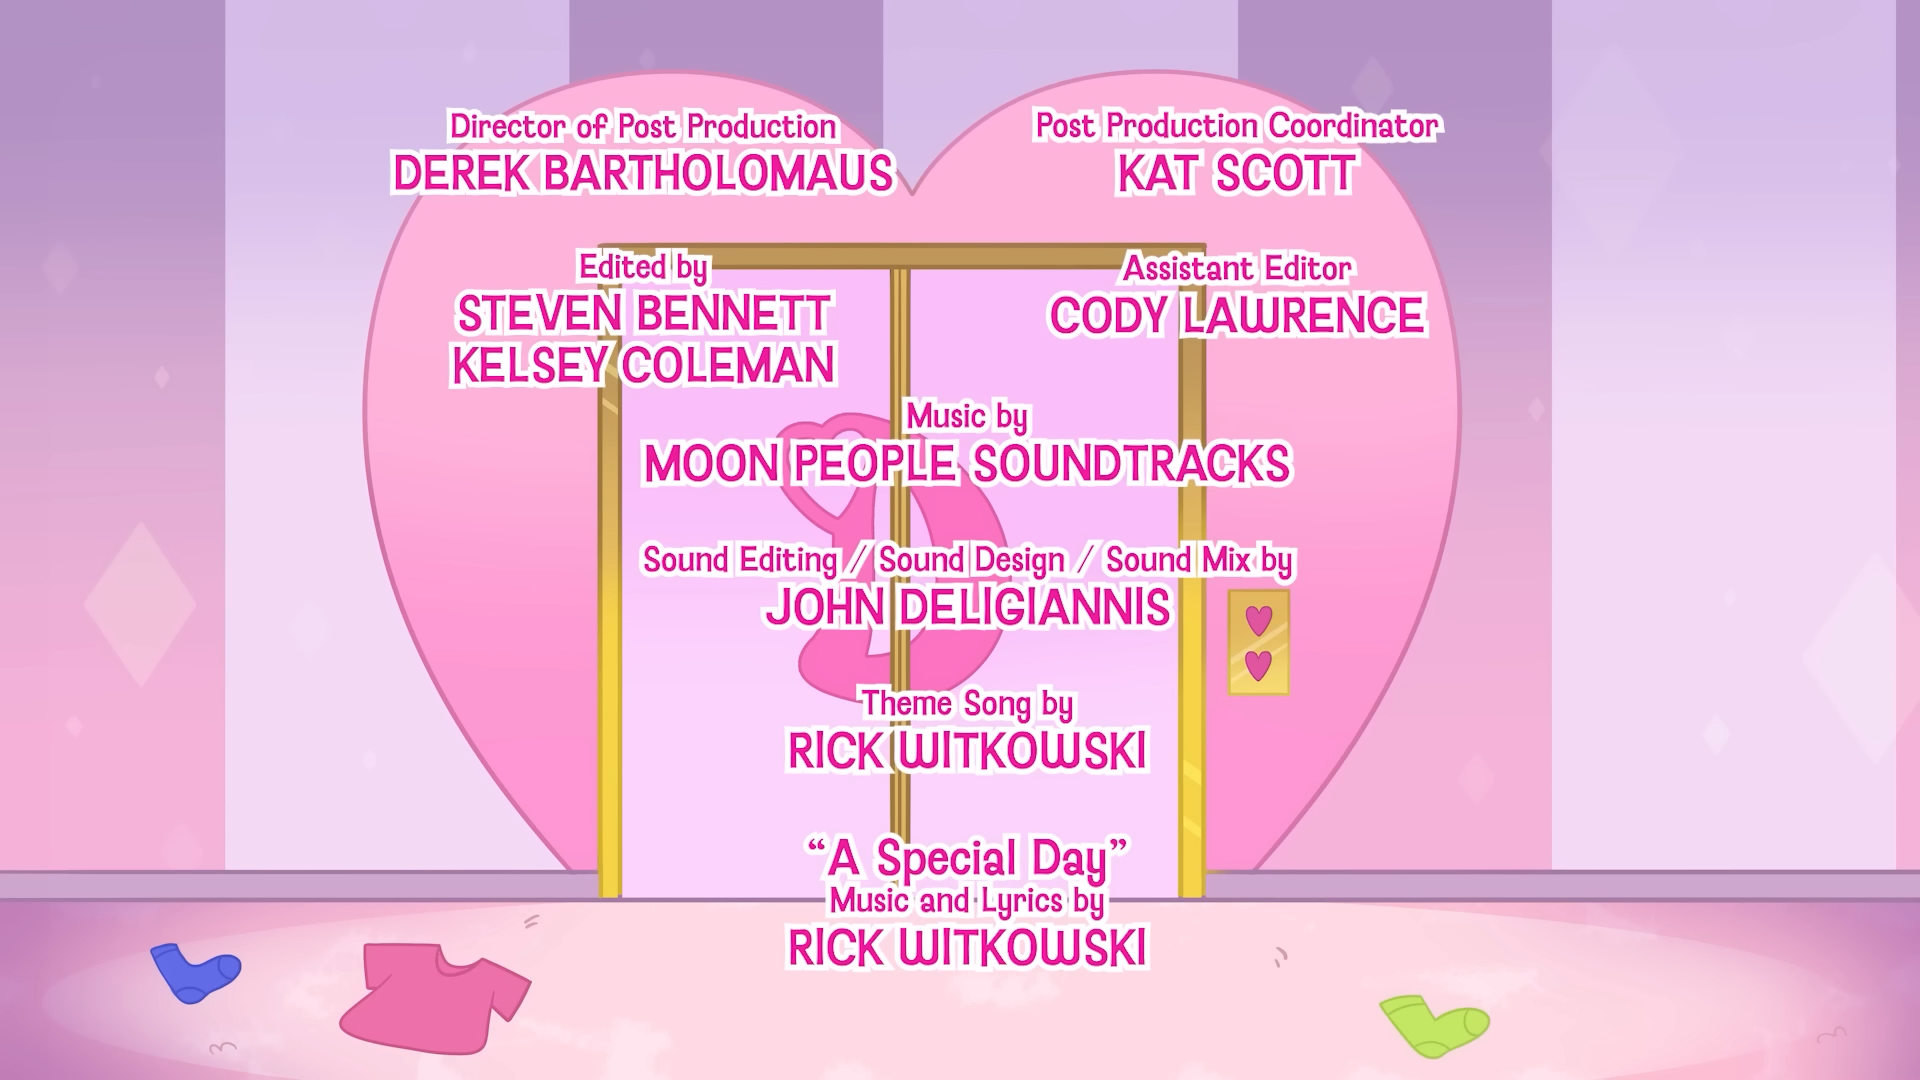 Director of Post Production
DEREK BARTHOLOMAUS
Post Production Coordinator
KAT SCOTT
Edited by
STEVEN BENNETT
KELSEY COLEMAN
Assistant Editor
CODY LAWRENCE
Music by
MOON PEOPLE SOUNDTRACKS
Sound Editing / Sound Design / Sound Mix by
JOHN DELIGIANNIS
Theme Song by
RICK WITKOWSKI
“A Special Day”
Music and Lyrics by
RICK WITKOWSKI
D